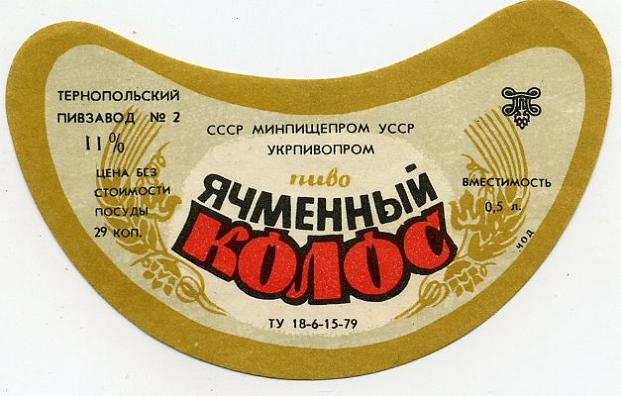 ТЕРНОПОЛЬСКИЙ
ПИВЗАВОД № 2
11%
ЦЕНА БЕЗ
СТОИМОСТИ
ПОСУДЫ
29 КОП.
СССР МИНПИЩЕПРОМ УССР
УКРПИВОПРОМ
пиво
ЯЧМЕННЫЙ
КОЛОС
ТУ 18-6-15-79
ВМЕСТИМОСТЬ
0,5 л.
ЧОД